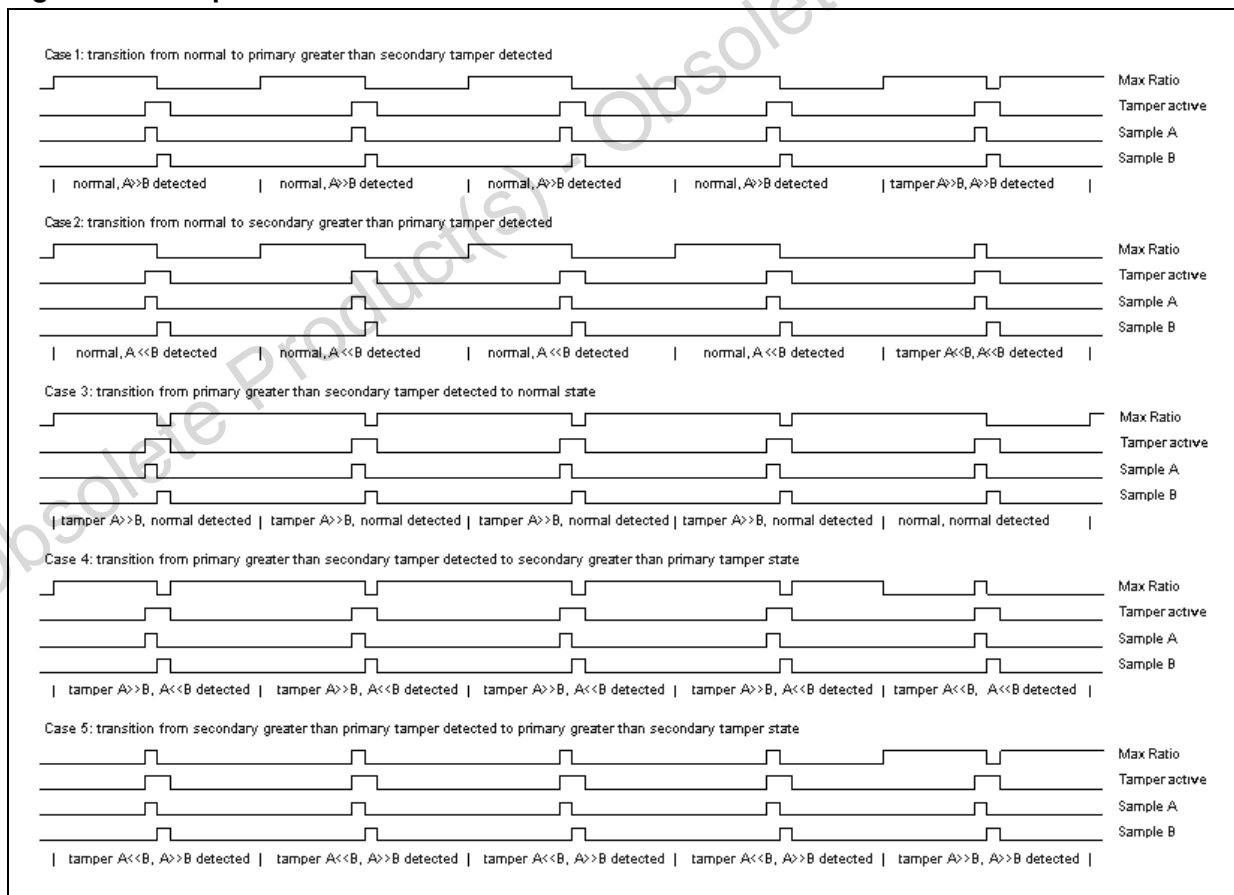 Case 1: transition from normal to primary greater than secondary tamper detected
Max Ratio
Tamper active
Sample A
Sample B
| normal, A>>B detected | normal, A>>B detected | normal, A>>B detected | normal, A>>B detected | tamper A>>B, A>>B detected |
Case 2: transition from normal to secondary greater than primary tamper detected
Max Ratio
Tamper active
Sample A
Sample B
| normal, A<<B detected | normal, A<<B detected | normal, A<<B detected | normal, A<<B detected | tamper A<<B, A<<B detected |
Case 3: transition from primary greater than secondary tamper detected to normal state
Max Ratio
Tamper active
Sample A
Sample B
| tamper A>>B, normal detected | tamper A>>B, normal detected | tamper A>>B, normal detected | tamper A>>B, normal detected | normal, normal detected |
Case 4: transition from primary greater than secondary tamper detected to secondary greater than primary tamper state
Max Ratio
Tamper active
Sample A
Sample B
| tamper A>>B, A<<B detected | tamper A>>B, A<<B detected | tamper A>>B, A<<B detected | tamper A>>B, A<<B detected | tamper A<<B, A<<B detected |
Case 5: transition from secondary greater than primary tamper detected to primary greater than secondary tamper state
Max Ratio
Tamper active
Sample A
Sample B
| tamper A<<B, A>>B detected | tamper A<<B, A>>B detected | tamper A<<B, A>>B detected | tamper A<<B, A>>B detected | tamper A>>B, A>>B detected |
Obsolete Product(s) - Obsolete